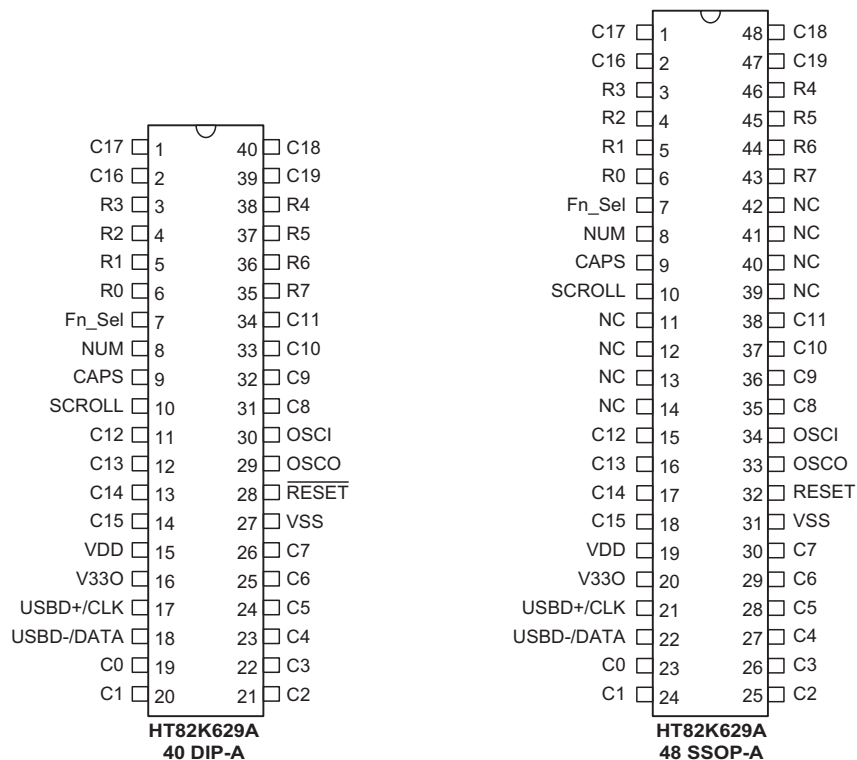 C17 1 40 C18
C16 2 39 C19
R3 3 38 R4
R2 4 37 R5
R1 5 36 R6
R0 6 35 R7
Fn_Sel 7 34 C11
NUM 8 33 C10
CAPS 9 32 C9
SCROLL 10 31 C8
C12 11 30 OSCI
C13 12 29 OSCO
C14 13 28 RESET
C15 14 27 VSS
VDD 15 26 C7
V33O 16 25 C6
USBD+/CLK 17 24 C5
USBD-/DATA 18 23 C4
C0 19 22 C3
C1 20 21 C2
HT82K629A
40 DIP-A
C17 1 48 C18
C16 2 47 C19
R3 3 46 R4
R2 4 45 R5
R1 5 44 R6
R0 6 43 R7
Fn_Sel 7 42 NC
NUM 8 41 NC
CAPS 9 40 NC
SCROLL 10 39 NC
NC 11 38 C11
NC 12 37 C10
NC 13 36 C9
NC 14 35 C8
C12 15 34 OSCI
C13 16 33 OSCO
C14 17 32 RESET
C15 18 31 VSS
VDD 19 30 C7
V33O 20 29 C6
USBD+/CLK 21 28 C5
USBD-/DATA 22 27 C4
C0 23 26 C3
C1 24 25 C2
HT82K629A
48 SSOP-A